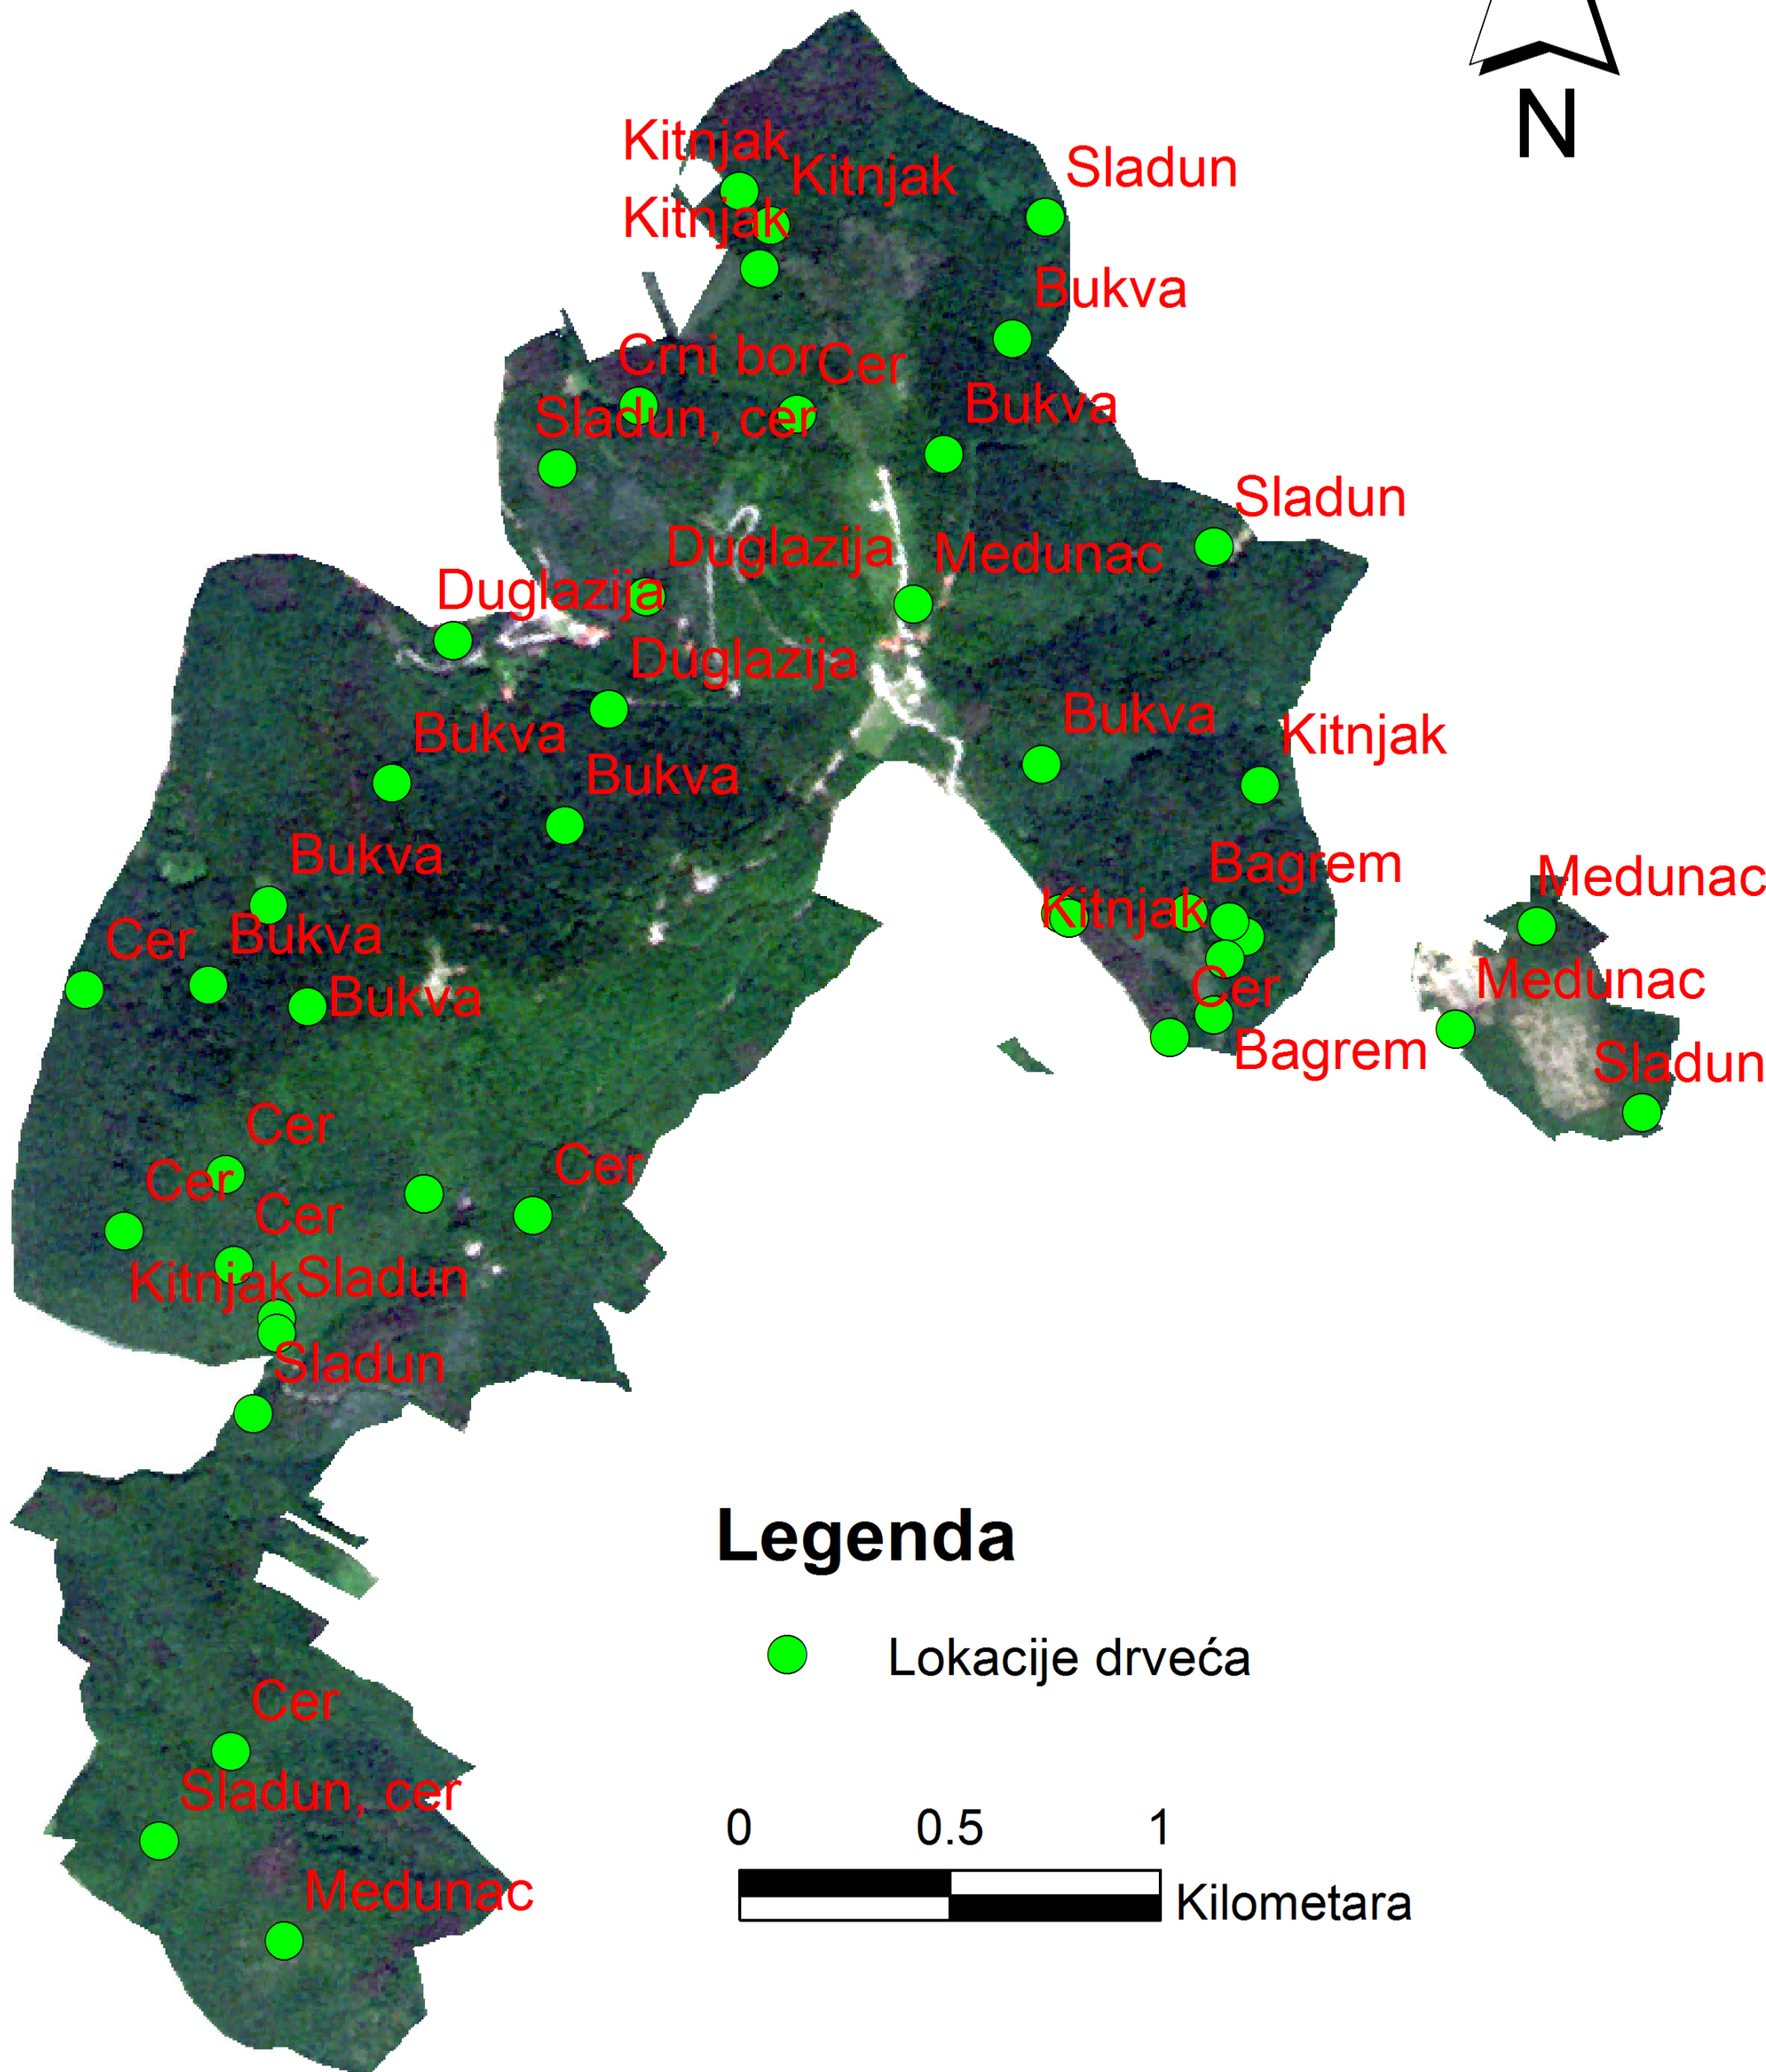 N
Kitnjak
Kitnjak
Sladun
Kitnjak
Bukva
Crni bor
Cer
Bukva
Sladun, cer
Sladun
Duglazija
Medunac
Duglazija
Duglazija
Bukva
Kitnjak
Bukva
Bukva
Bukva
Bagrem
Medunac
Kitnjak
Cer
Bukva
Medunac
Cer
Bukva
Bagrem
Sladun
Cer
Cer
Cer
Cer
Kitnjak
Sladun
Sladun
Legenda
Lokacije drveća
Cer
Sladun, cer
0 0.5 1
Medunac
Kilometara